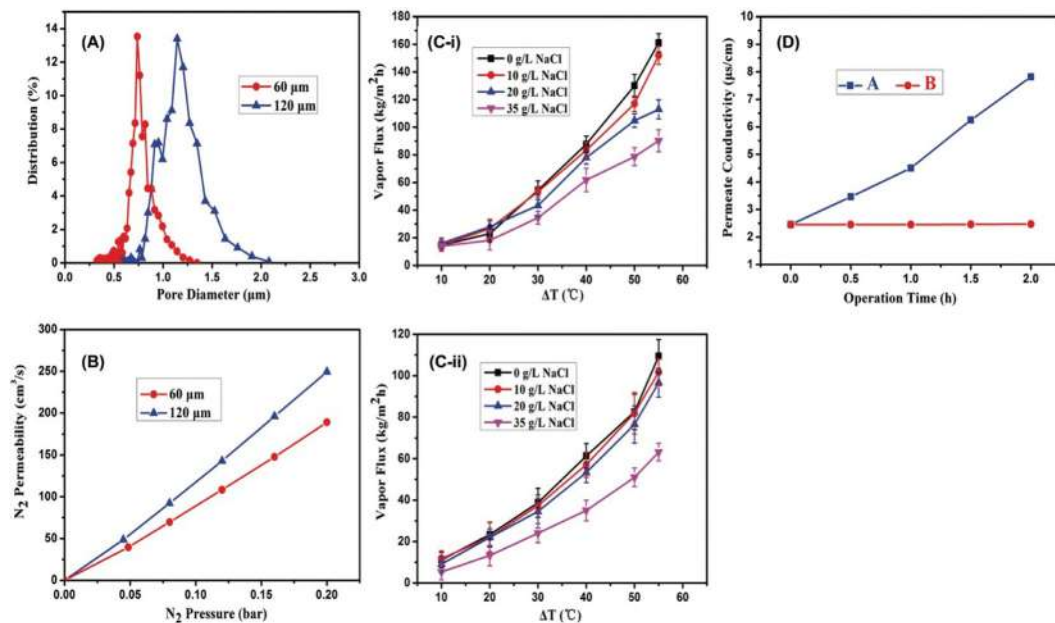 (A)
60 µm
120 µm
Distribution (%)
14
12
10
8
6
4
2
0
0.0 0.5 1.0 1.5 2.0 2.5 3.0
Pore Diameter (µm)
(C-i)
0 g/L NaCl
10 g/L NaCl
20 g/L NaCl
35 g/L NaCl
Vapor Flux (kg/m²h)
180
160
140
120
100
80
60
40
20
0
10 20 30 40 50 60
ΔT (℃)
(D)
A B
Permeate Couductivity (µs/cm)
9
8
7
6
5
4
3
2
1
0.0 0.5 1.0 1.5 2.0
Operation Time (h)
(B)
60 µm
120 µm
N₂ Permeability (cm³/s)
300
250
200
150
100
50
0
0.00 0.05 0.10 0.15 0.20
N₂ Pressure (bar)
(C-ii)
0 g/L NaCl
10 g/L NaCl
20 g/L NaCl
35 g/L NaCl
Vapor Flux (kg/m²h)
120
100
80
60
40
20
0
10 20 30 40 50 60
ΔT (℃)